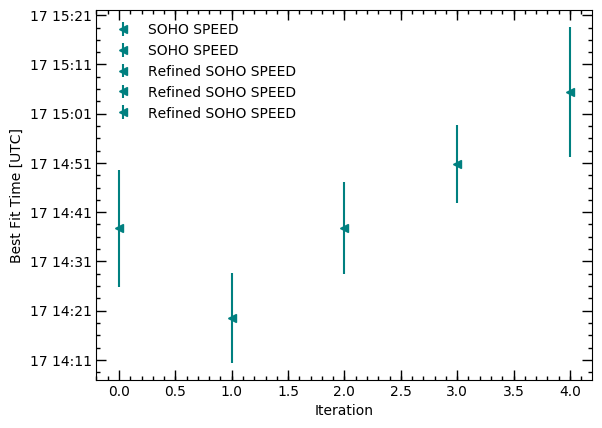 17 15:21
17 15:11
17 15:01
17 14:51
17 14:41
17 14:31
17 14:21
17 14:11
Best Fit Time [UTC]
SOHO SPEED
SOHO SPEED
Refined SOHO SPEED
Refined SOHO SPEED
Refined SOHO SPEED
0.0 0.5 1.0 1.5 2.0 2.5 3.0 3.5 4.0
Iteration